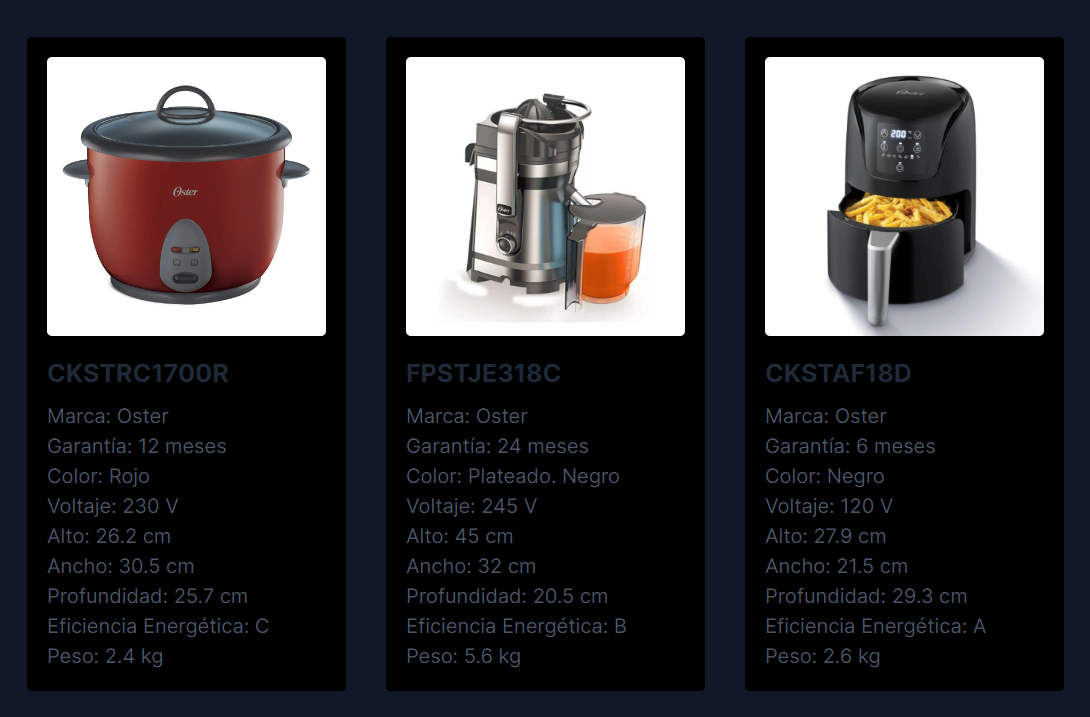 Oster
Oster
Oster
200
CKSTRC1700R
Marca: Oster
Garantía: 12 meses
Color: Rojo
Voltaje: 230 V
Alto: 26.2 cm
Ancho: 30.5 cm
Profundidad: 25.7 cm
Eficiencia Energética: C
Peso: 2.4 kg
FPSTJE318C
Marca: Oster
Garantía: 24 meses
Color: Plateado. Negro
Voltaje: 245 V
Alto: 45 cm
Ancho: 32 cm
Profundidad: 20.5 cm
Eficiencia Energética: B
Peso: 5.6 kg
CKSTAF18D
Marca: Oster
Garantía: 6 meses
Color: Negro
Voltaje: 120 V
Alto: 27.9 cm
Ancho: 21.5 cm
Profundidad: 29.3 cm
Eficiencia Energética: A
Peso: 2.6 kg